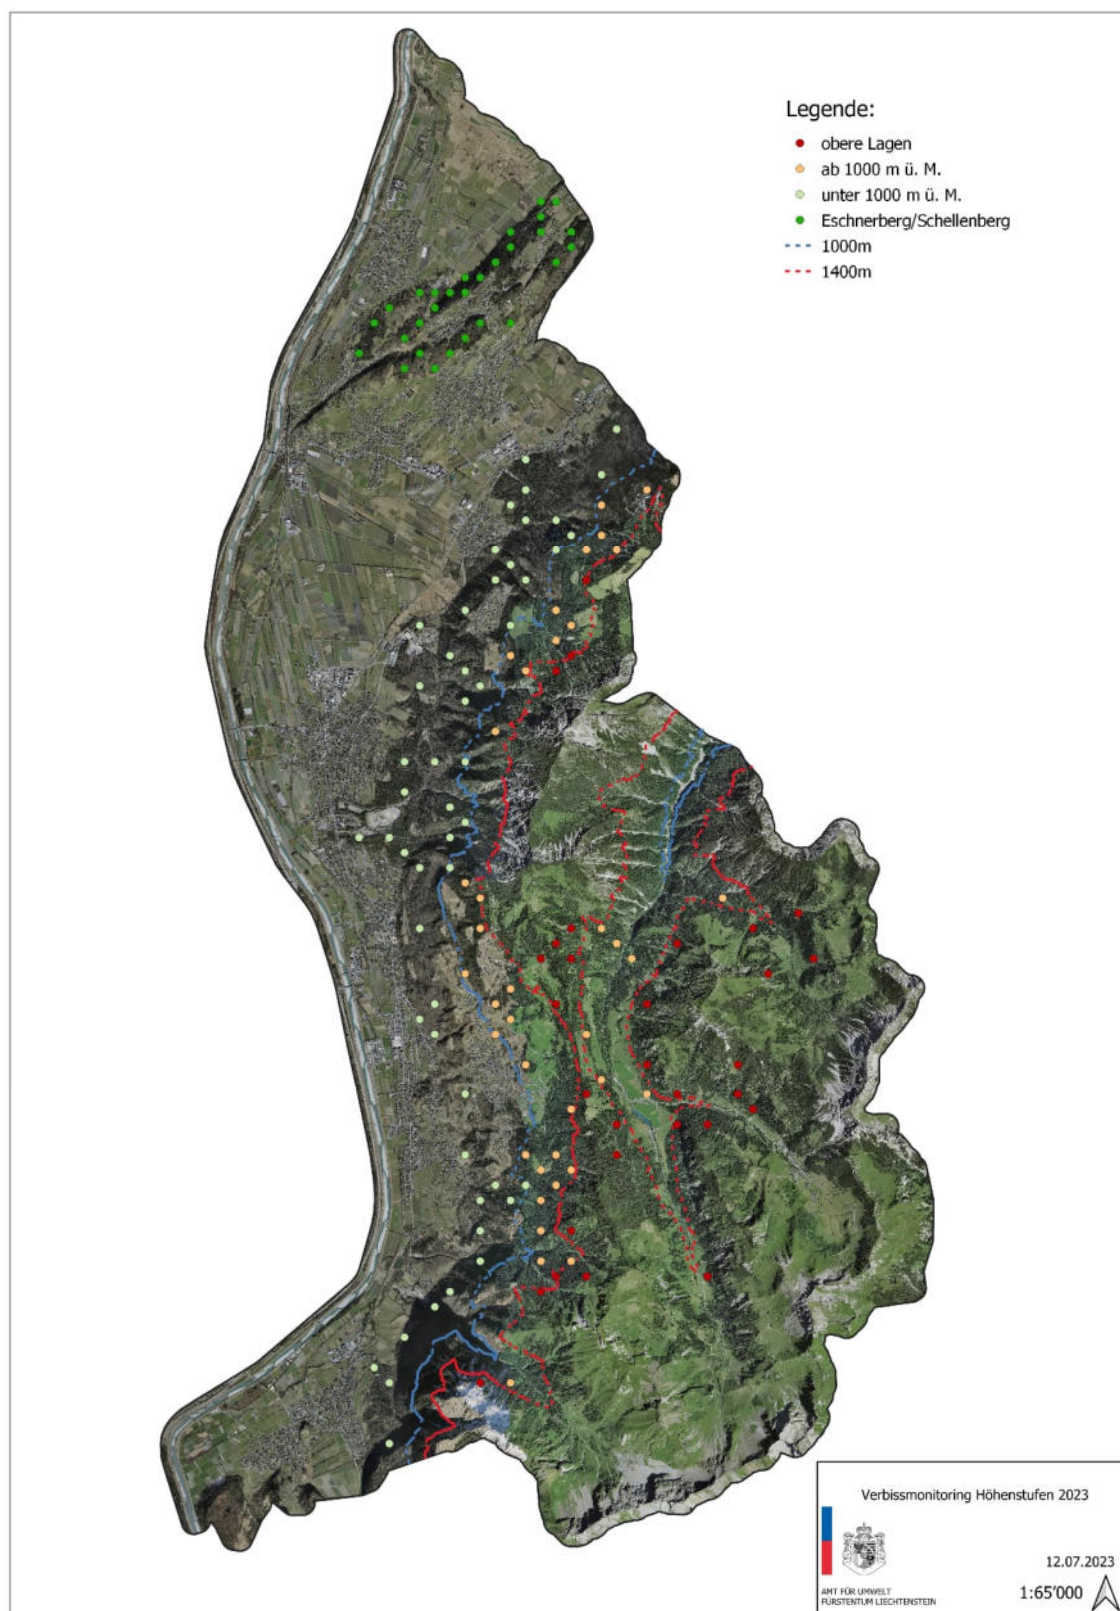 Legende:
obere Lagen
ab 1000 m ü. M.
unter 1000 m ü. M.
Eschnerberg/Schellenberg
1000m
1400m
Verbissmonitoring Höhenstufen 2023
12.07.2023
AMT FÜR UMWELT
FÜRSTENTUM LIECHTENSTEIN
1:65'000